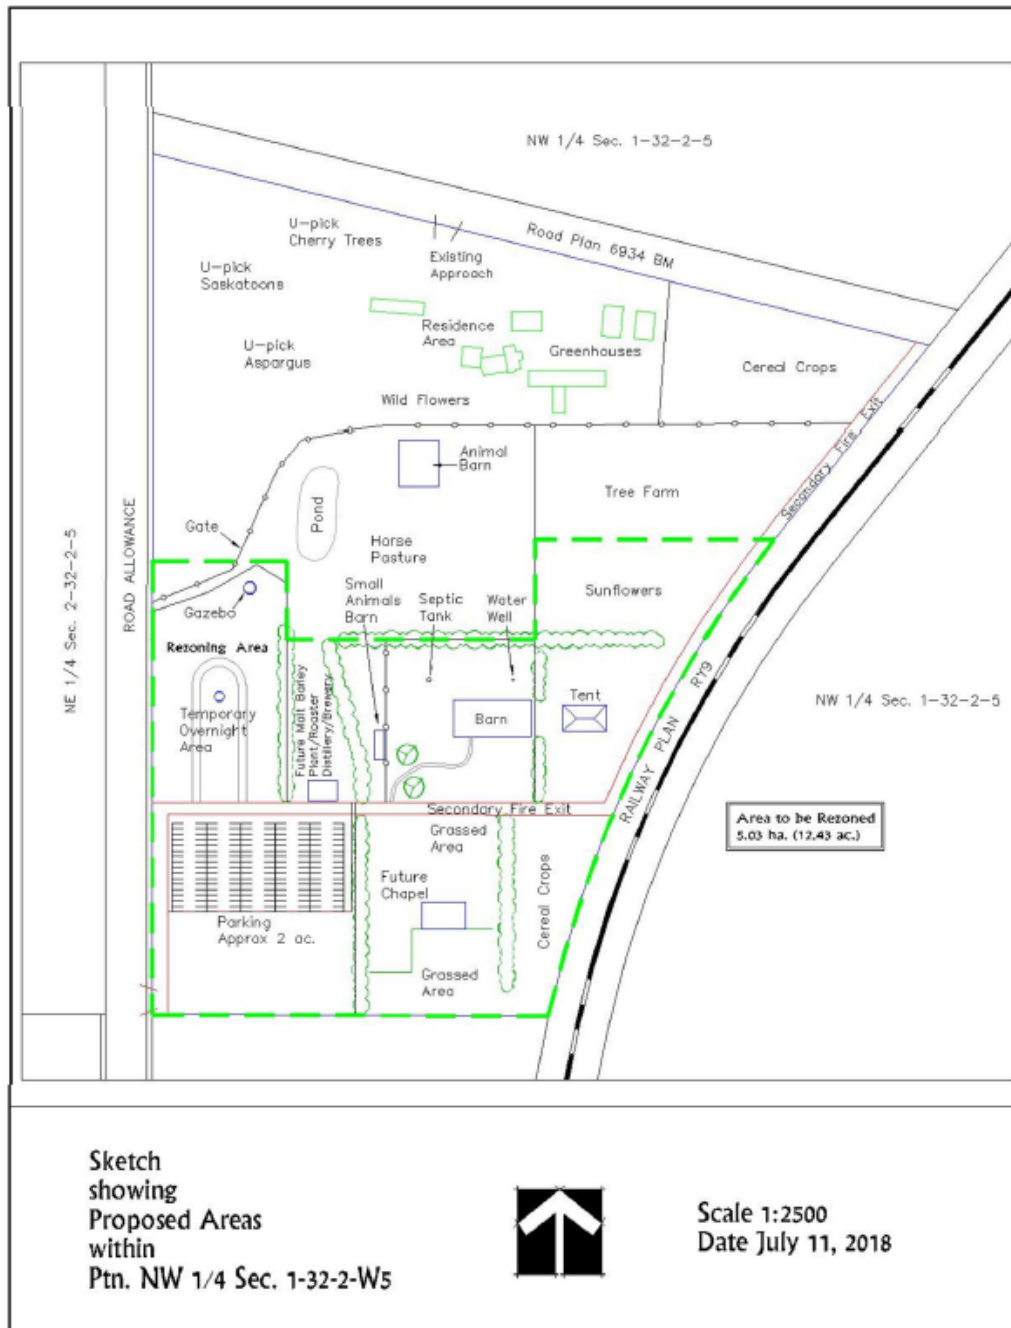 NW 1/4 Sec. 1-32-2-5
Road Plan 6934 BM
U-pick
Cherry Trees
Existing
Approach
U-pick
Saskatoons
Residence
Area
U-pick
Aspargus
Greenhouses
Cereal Crops
Wild Flowers
Secondary Fire Exit
Animal
Barn
Tree Farm
Pond
Gate
Horse
Pasture
ROAD ALLOWANCE
NE 1/4 Sec. 2-32-2-5
Small
Animals
Barn
Septic
Tank
Water
Well
Sunflowers
Gazebo
Rezoning Area
Temporary
Overnight
Area
Future Malt Barley
Plant/Roaster
Distillery/Brewery
Barn
Tent
RAILWAY PLAN RY9
NW 1/4 Sec. 1-32-2-5
Secondary Fire Exit
Area to be Rezoned
5.03 ha. (12.43 ac.)
Grassed
Area
Future
Chapel
Cereal Crops
Parking
Approx 2 ac.
Grassed
Area
Sketch
showing
Proposed Areas
within
Ptn. NW 1/4 Sec. 1-32-2-W5
Scale 1:2500
Date July 11, 2018